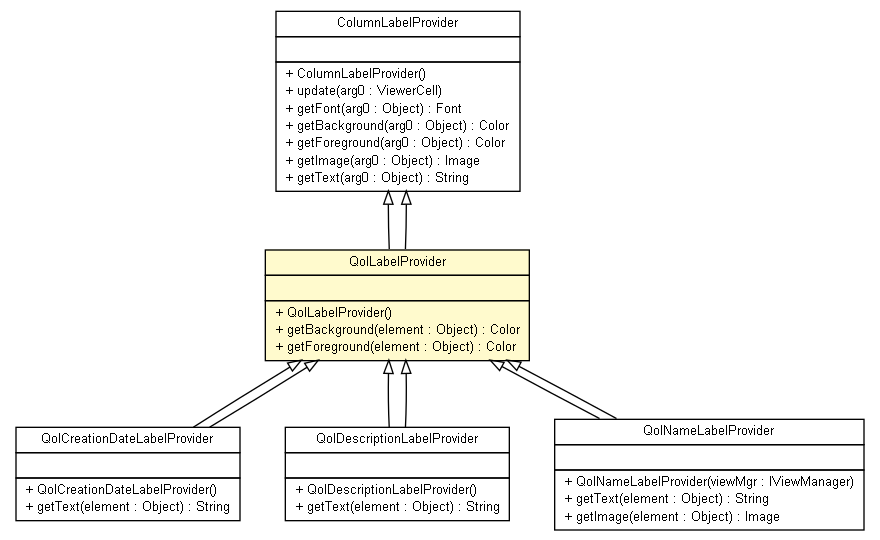 ColumnLabelProvider
+ ColumnLabelProvider()
+ update(arg0 : ViewerCell)
+ getFont(arg0 : Object) : Font
+ getBackground(arg0 : Object) : Color
+ getForeground(arg0 : Object) : Color
+ getImage(arg0 : Object) : Image
+ getText(arg0 : Object) : String
QoILabelProvider
+ QoILabelProvider()
+ getBackground(element : Object) : Color
+ getForeground(element : Object) : Color
QoICreationDateLabelProvider
+ QoICreationDateLabelProvider()
+ getText(element : Object) : String
QoIDescriptionLabelProvider
+ QoIDescriptionLabelProvider()
+ getText(element : Object) : String
QoINameLabelProvider
+ QoINameLabelProvider(viewMgr : IViewManager)
+ getText(element : Object) : String
+ getImage(element : Object) : Image